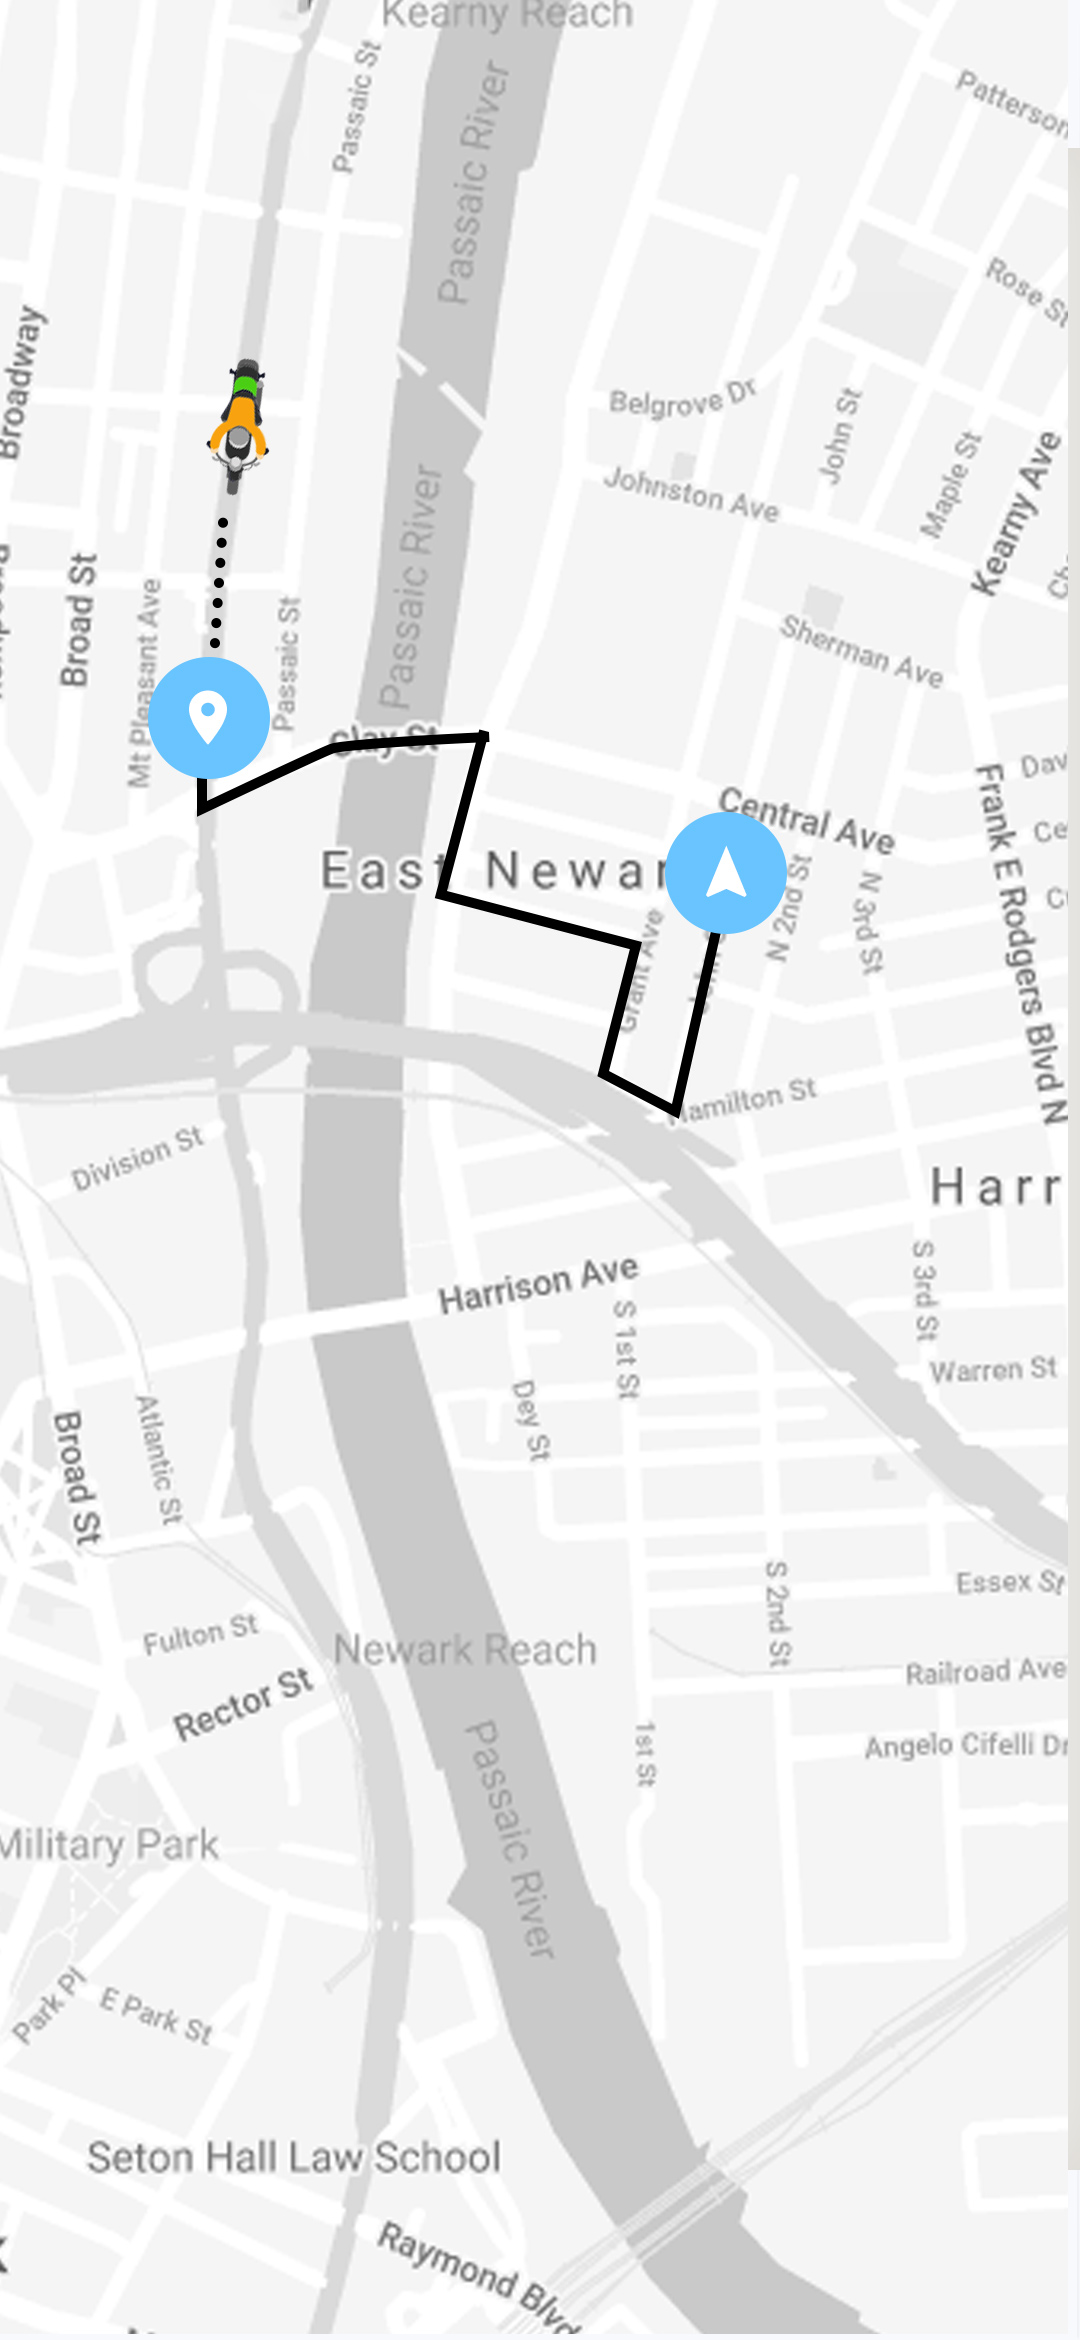 Kearny Reach
Passaic St
Patterson
Passaic River
Rose St
Broadway
Belgrove Dr
John St
Maple St
Kearny Ave
Johnston Ave
Passaic River
Broad St
Mt Pleasant Ave
Passaic St
Sherman Ave
Clay St
Dav
Central Ave
Ce
East Newar
Grant Ave
N 2nd St
N 3rd St
Frank E Rodgers Blvd N
Hamilton St
Division St
Harr
Harrison Ave
S 3rd St
S 1st St
Warren St
Dey St
Atlantic St
Broad St
S 2nd St
Essex St
Fulton St
Newark Reach
Rector St
Railroad Ave
1st St
Angelo Cifelli Dr
Passaic River
Military Park
Park Pl
E Park St
Seton Hall Law School
Raymond Blvd